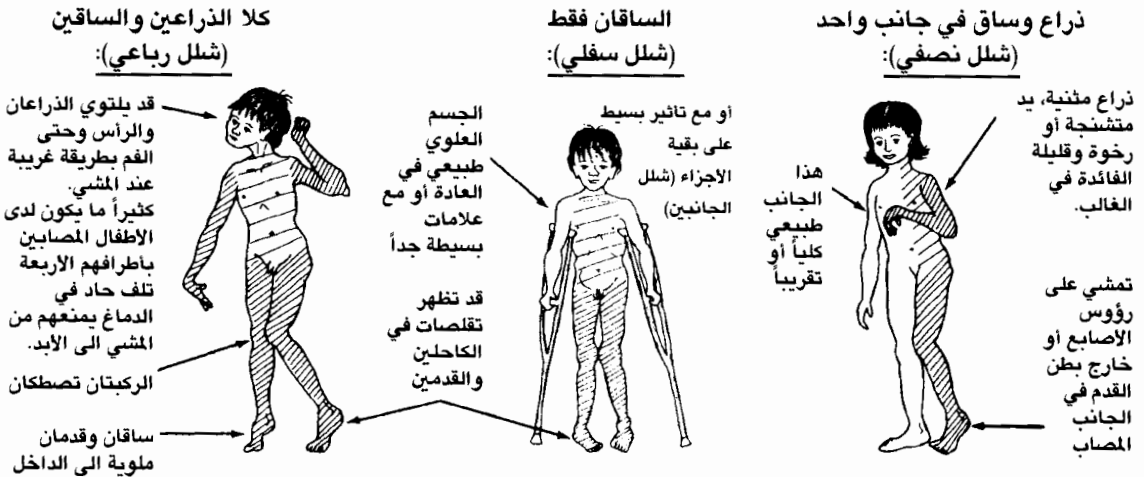 ذراع وساق في جانب واحد
(شلل نصفي):
ذراع مثنية، يد
متشنجة أو
رخوة وقليلة
الفائدة في
الغالب.
هذا
الجانب
طبيعي
كلياً أو
تقريباً
تمشي على
رؤوس
الأصابع أو
خارج بطن
القدم في
الجانب
المصاب
الساقان فقط
(شلل سفلي):
أو مع تاثير بسيط
على بقية
الأجزاء (شلل
الجانبين)
الجسم
العلوي
طبيعي في
العادة أو مع
علامات
بسيطة جداً
قد تظهر
تقلصات في
الكاحلين
والقدمين
كلا الذراعين والساقين
(شلل رباعي):
قد يلتوي الذراعان
والرأس وحتى
الفم بطريقة غريبة
عند المشي.
كثيراً ما يكون لدى
الأطفال المصابين
بأطرافهم الأربعة
تلف حاد في
الدماغ يمنعهم من
المشي الى الأبد.
الركبتان تصطكان
ساقان وقدمان
ملوية الى الداخل